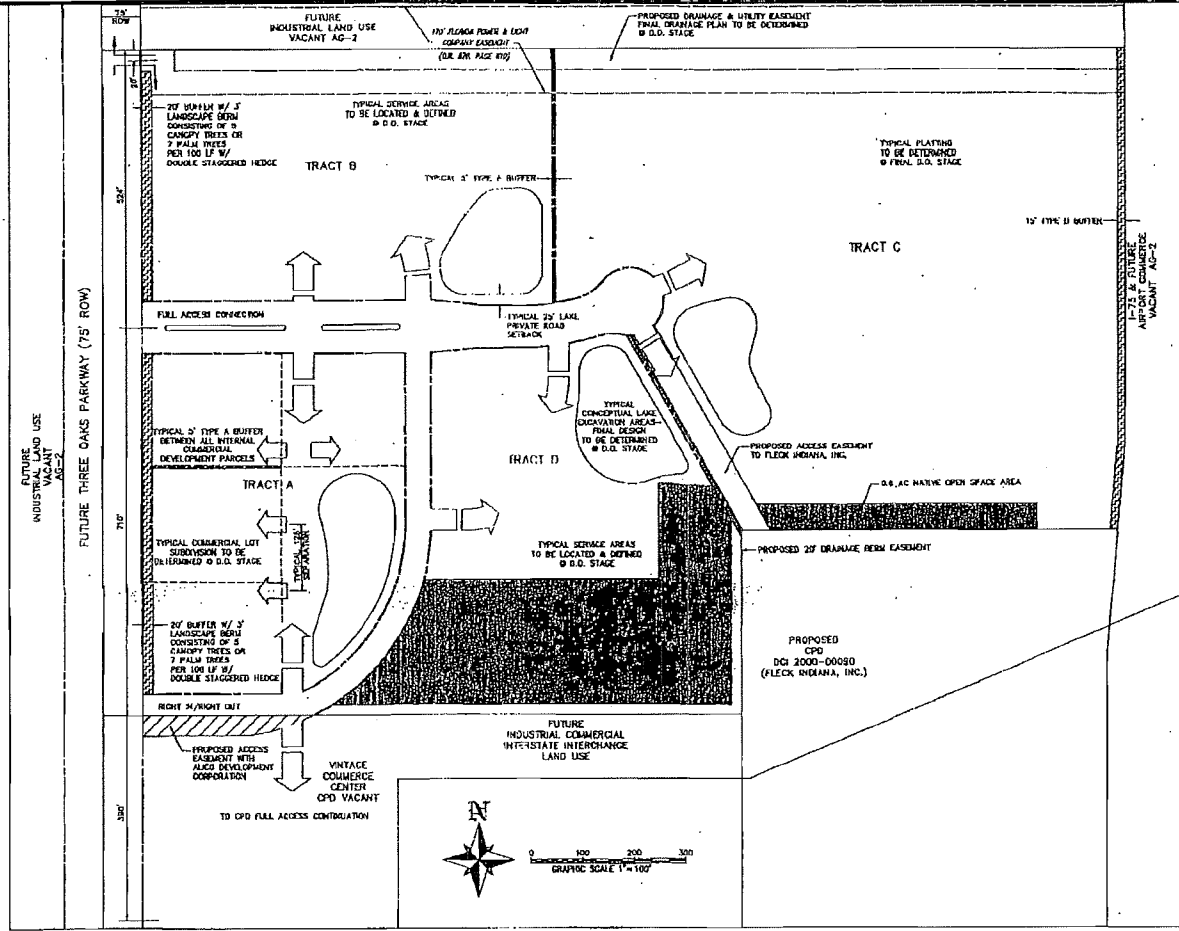 75'
ROW
FUTURE
INDUSTRIAL LAND USE
VACANT AG-2
170' FLORIDA POWER & LIGHT
COMPANY EASEMENT
PROPOSED DRAINAGE & UTILITY EASEMENT
FINAL DRAINAGE PLAN TO BE DETERMINED
@ D.O. STAGE
20'
20' BUFFER W/ 3'
LANDSCAPE BERM
CONSISTING OF 5
CANOPY TREES OR
7 PALM TREES
PER 100 LF W/
DOUBLE STAGGERED HEDGE
TYPICAL SERVICE AREAS
TO BE LOCATED & DEFINED
@ D.O. STAGE
TRACT B
TYPICAL 5' TYPE A BUFFER
TYPICAL PLATTING
TO BE DETERMINED
@ FINAL D.O. STAGE
TRACT C
15' TYPE D BUFFER
I-75 & FUTURE
AIRPORT COMMERCE
VACANT AG-2
524'
FULL ACCESS CONNECTION
TYPICAL 25' LAKE
PRIVATE ROAD
SETBACK
FUTURE
INDUSTRIAL LAND USE
VACANT
AG-2
FUTURE THREE OAKS PARKWAY (75' ROW)
TYPICAL 5' TYPE A BUFFER
BETWEEN ALL INTERNAL
COMMERCIAL
DEVELOPMENT PARCELS
TYPICAL
CONCEPTUAL LAKE
EXCAVATION AREAS
FINAL DESIGN
TO BE DETERMINED
@ D.O. STAGE
PROPOSED ACCESS EASEMENT
TO FLECK INDIANA, INC.
TRACT D
TRACT A
0.6 AC NATIVE OPEN SPACE AREA
710'
TYPICAL COMMERCIAL LOT
SUBDIVISION TO BE
DETERMINED @ D.O. STAGE
TYPICAL 125'
SEPARATION
TYPICAL SERVICE AREAS
TO BE LOCATED & DEFINED
@ D.O. STAGE
PROPOSED 20' DRAINAGE BERM EASEMENT
20' BUFFER W/ 3'
LANDSCAPE BERM
CONSISTING OF 5
CANOPY TREES OR
7 PALM TREES
PER 100 LF W/
DOUBLE STAGGERED HEDGE
PROPOSED
CPD
DCI 2000-00090
(FLECK INDIANA, INC.)
RIGHT IN/RIGHT OUT
PROPOSED ACCESS
EASEMENT WITH
ALICO DEVELOPMENT
CORPORATION
FUTURE
INDUSTRIAL COMMERCIAL
INTERSTATE INTERCHANGE
LAND USE
VINTAGE
COMMERCE
CENTER
CPD VACANT
TO CPD FULL ACCESS CONTINUATION
390'
N
0 100 200 300
GRAPHIC SCALE 1"=100'